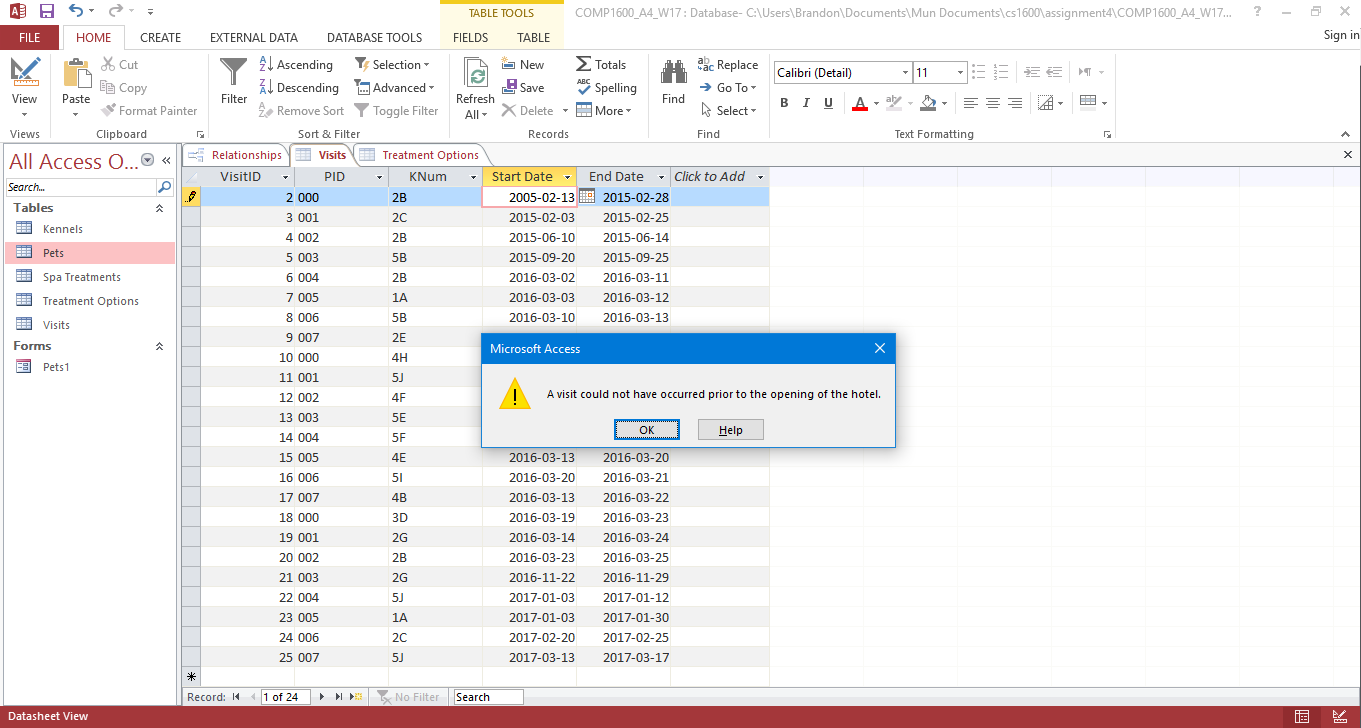 TABLE TOOLS
COMP1600_A4_W17 : Database- C:\Users\Brandon\Documents\Mun Documents\cs1600\assignment4\COMP1600_A4_W17...
?
FILE HOME CREATE EXTERNAL DATA DATABASE TOOLS FIELDS TABLE Sign in
View
Views
Paste
Cut
Copy
Format Painter
Clipboard
Filter
Ascending
Descending
Remove Sort
Selection
Advanced
Toggle Filter
Sort & Filter
Refresh
All
New
Save
Delete
Totals
Spelling
More
Records
Find
Replace
Go To
Select
Find
Calibri (Detail) 11
B I U A
Text Formatting
All Access O...
Search...
Tables
Kennels
Pets
Spa Treatments
Treatment Options
Visits
Forms
Pets1
Relationships Visits Treatment Options
VisitID PID KNum Start Date End Date Click to Add
2 000 2B 2005-02-13 2015-02-28
3 001 2C 2015-02-03 2015-02-25
4 002 2B 2015-06-10 2015-06-14
5 003 5B 2015-09-20 2015-09-25
6 004 2B 2016-03-02 2016-03-11
7 005 1A 2016-03-03 2016-03-12
8 006 5B 2016-03-10 2016-03-13
9 007 2E
10 000 4H
11 001 5J
12 002 4F
13 003 5E
14 004 5F
15 005 4E 2016-03-13 2016-03-20
16 006 5I 2016-03-20 2016-03-21
17 007 4B 2016-03-13 2016-03-22
18 000 3D 2016-03-19 2016-03-23
19 001 2G 2016-03-14 2016-03-24
20 002 2B 2016-03-23 2016-03-25
21 003 2G 2016-11-22 2016-11-29
22 004 5J 2017-01-03 2017-01-12
23 005 1A 2017-01-03 2017-01-30
24 006 2C 2017-02-20 2017-02-25
25 007 5J 2017-03-13 2017-03-17
Microsoft Access
A visit could not have occurred prior to the opening of the hotel.
OK Help
Record: 1 of 24 No Filter Search
Datasheet View